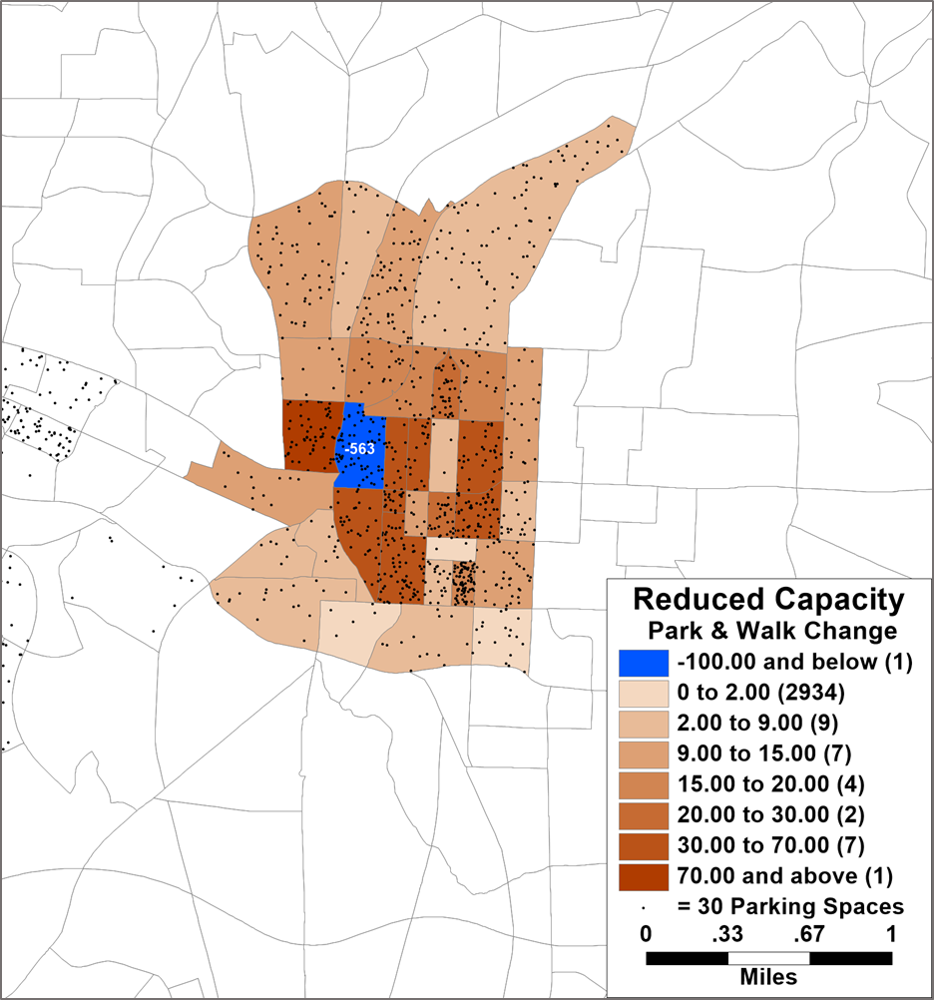 -563
Reduced Capacity
Park & Walk Change
-100.00 and below (1)
0 to 2.00 (2934)
2.00 to 9.00 (9)
9.00 to 15.00 (7)
15.00 to 20.00 (4)
20.00 to 30.00 (2)
30.00 to 70.00 (7)
70.00 and above (1)
= 30 Parking Spaces
0 .33 .67 1
Miles